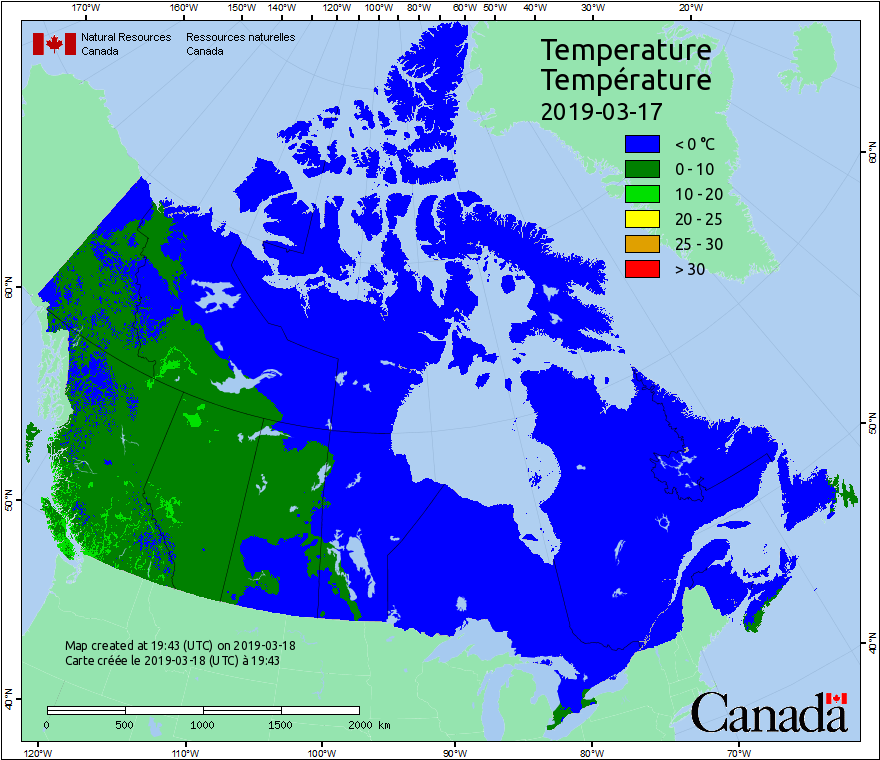 170°W 160°W 150°W 140°W 130°W 120°W 110°W 100°W 90°W 80°W 70°W 60°W 50°W 40°W 30°W 20°W
Natural Resources Ressources naturelles
Canada Canada
Temperature
Température
2019-03-17
< 0 °C
0 - 10
10 - 20
20 - 25
25 - 30
> 30
60°N
60°N
50°N
50°N
40°N
40°N
Map created at 19:43 (UTC) on 2019-03-18
Carte créée le 2019-03-18 (UTC) à 19:43
0 500 1000 1500 2000 km
Canada
120°W 110°W 100°W 90°W 80°W 70°W